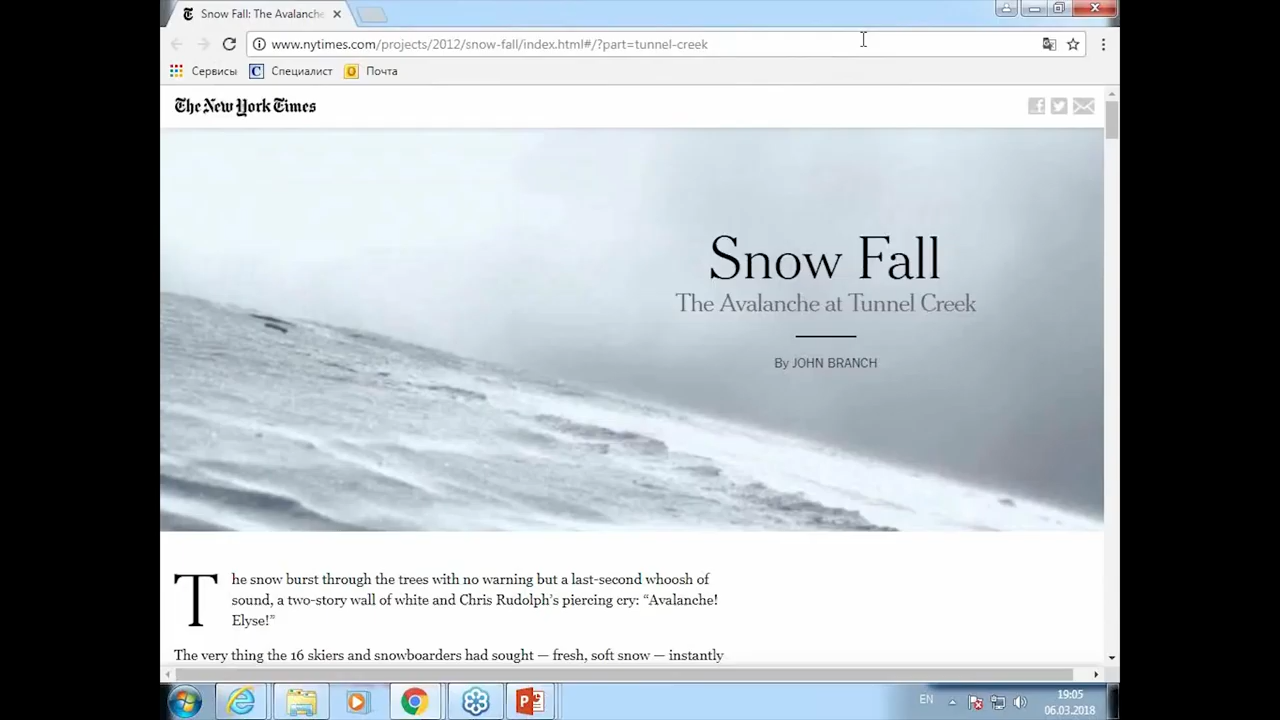 Snow Fall: The Avalanche
www.nytimes.com/projects/2012/snow-fall/index.html#/?part=tunnel-creek
Сервисы
Специалист
Почта
The New York Times
Snow Fall
The Avalanche at Tunnel Creek
By JOHN BRANCH
The snow burst through the trees with no warning but a last-second whoosh of
sound, a two-story wall of white and Chris Rudolph’s piercing cry: “Avalanche!
Elyse!”
The very thing the 16 skiers and snowboarders had sought — fresh, soft snow — instantly
EN
19:05
06.03.2018